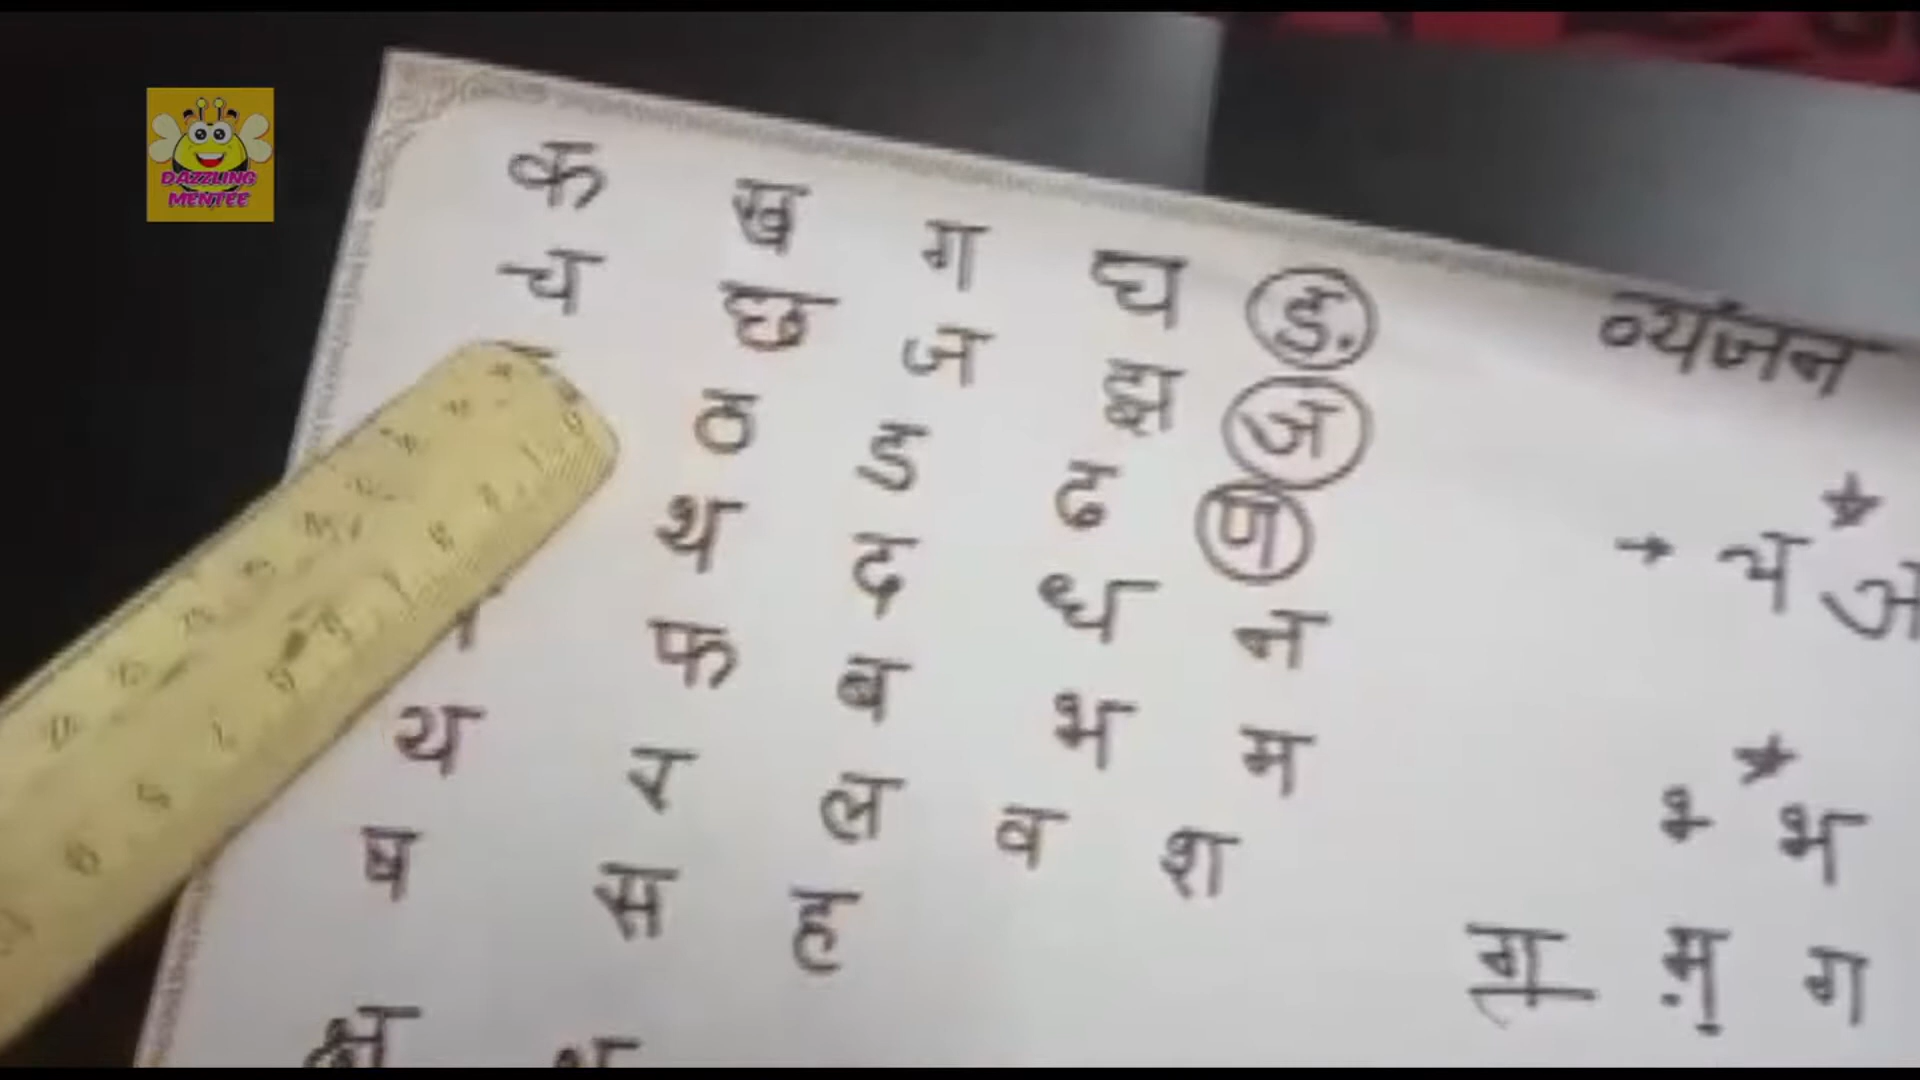 DAZZLING
MENTEE
क ख ग घ ङ
च छ ज झ ञ
ठ ड ढ ण
थ द ध न
फ ब भ म
य र ल व श
ष स ह
क्ष
व्यंजन
→ भ
भ
ग म ग